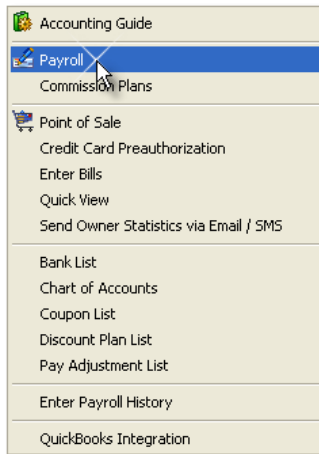 Accounting Guide
Payroll
Commission Plans
Point of Sale
Credit Card Preauthorization
Enter Bills
Quick View
Send Owner Statistics via Email / SMS
Bank List
Chart of Accounts
Coupon List
Discount Plan List
Pay Adjustment List
Enter Payroll History
QuickBooks Integration